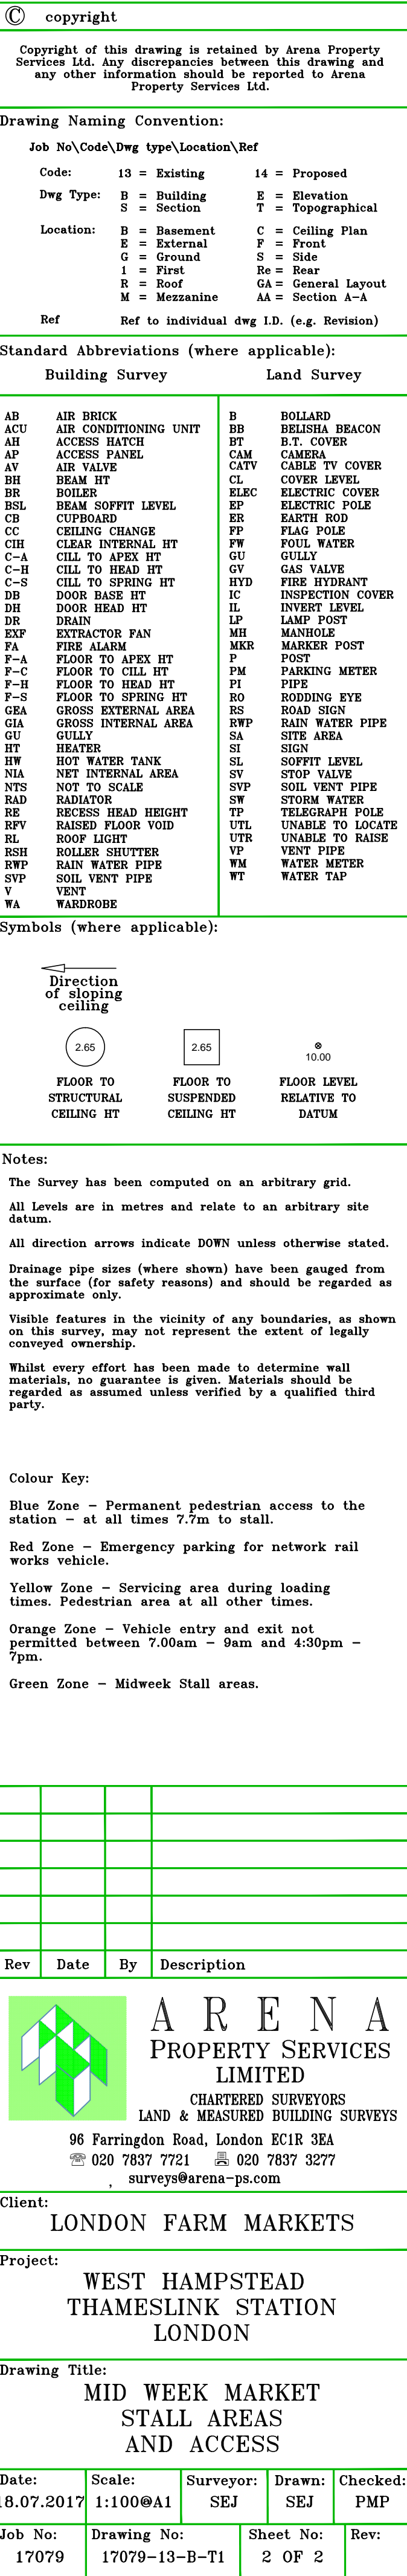 © copyright
Copyright of this drawing is retained by Arena Property
Services Ltd. Any discrepancies between this drawing and
any other information should be reported to Arena
Property Services Ltd.
Drawing Naming Convention:
Job No\Code\Dwg type\Location\Ref
Code: 13 = Existing 14 = Proposed
Dwg Type: B = Building E = Elevation
S = Section T = Topographical
Location: B = Basement C = Ceiling Plan
E = External F = Front
G = Ground S = Side
1 = First Re = Rear
R = Roof GA = General Layout
M = Mezzanine AA = Section A-A
Ref Ref to individual dwg I.D. (e.g. Revision)
Standard Abbreviations (where applicable):
Building Survey
AB AIR BRICK
ACU AIR CONDITIONING UNIT
AH ACCESS HATCH
AP ACCESS PANEL
AV AIR VALVE
BH BEAM HT
BR BOILER
BSL BEAM SOFFIT LEVEL
CB CUPBOARD
CC CEILING CHANGE
CIH CLEAR INTERNAL HT
C-A CILL TO APEX HT
C-H CILL TO HEAD HT
C-S CILL TO SPRING HT
DB DOOR BASE HT
DH DOOR HEAD HT
DR DRAIN
EXF EXTRACTOR FAN
FA FIRE ALARM
F-A FLOOR TO APEX HT
F-C FLOOR TO CILL HT
F-H FLOOR TO HEAD HT
F-S FLOOR TO SPRING HT
GEA GROSS EXTERNAL AREA
GIA GROSS INTERNAL AREA
GU GULLY
HT HEATER
HW HOT WATER TANK
NIA NET INTERNAL AREA
NTS NOT TO SCALE
RAD RADIATOR
RE RECESS HEAD HEIGHT
RFV RAISED FLOOR VOID
RL ROOF LIGHT
RSH ROLLER SHUTTER
RWP RAIN WATER PIPE
SVP SOIL VENT PIPE
V VENT
WA WARDROBE
Land Survey
B BOLLARD
BB BELISHA BEACON
BT B.T. COVER
CAM CAMERA
CATV CABLE TV COVER
CL COVER LEVEL
ELEC ELECTRIC COVER
EP ELECTRIC POLE
ER EARTH ROD
FP FLAG POLE
FW FOUL WATER
GU GULLY
GV GAS VALVE
HYD FIRE HYDRANT
IC INSPECTION COVER
IL INVERT LEVEL
LP LAMP POST
MH MANHOLE
MKR MARKER POST
P POST
PM PARKING METER
PI PIPE
RO RODDING EYE
RS ROAD SIGN
RWP RAIN WATER PIPE
SA SITE AREA
SI SIGN
SL SOFFIT LEVEL
SV STOP VALVE
SVP SOIL VENT PIPE
SW STORM WATER
TP TELEGRAPH POLE
UTL UNABLE TO LOCATE
UTR UNABLE TO RAISE
VP VENT PIPE
WM WATER METER
WT WATER TAP
Symbols (where applicable):
Direction
of sloping
ceiling
2.65
FLOOR TO
STRUCTURAL
CEILING HT
2.65
FLOOR TO
SUSPENDED
CEILING HT
10.00
FLOOR LEVEL
RELATIVE TO
DATUM
Notes:
The Survey has been computed on an arbitrary grid.
All Levels are in metres and relate to an arbitrary site
datum.
All direction arrows indicate DOWN unless otherwise stated.
Drainage pipe sizes (where shown) have been gauged from
the surface (for safety reasons) and should be regarded as
approximate only.
Visible features in the vicinity of any boundaries, as shown
on this survey, may not represent the extent of legally
conveyed ownership.
Whilst every effort has been made to determine wall
materials, no guarantee is given. Materials should be
regarded as assumed unless verified by a qualified third
party.
Colour Key:
Blue Zone - Permanent pedestrian access to the
station - at all times 7.7m to stall.
Red Zone - Emergency parking for network rail
works vehicle.
Yellow Zone - Servicing area during loading
times. Pedestrian area at all other times.
Orange Zone - Vehicle entry and exit not
permitted between 7.00am - 9am and 4:30pm -
7pm.
Green Zone - Midweek Stall areas.
Rev Date By Description
ARENA
PROPERTY SERVICES
LIMITED
CHARTERED SURVEYORS
LAND & MEASURED BUILDING SURVEYS
96 Farringdon Road, London EC1R 3EA
☏ 020 7837 7721 020 7837 3277
, surveys@arena-ps.com
Client:
LONDON FARM MARKETS
Project:
WEST HAMPSTEAD
THAMESLINK STATION
LONDON
Drawing Title:
MID WEEK MARKET
STALL AREAS
AND ACCESS
Date: Scale: Surveyor: Drawn: Checked:
18.07.2017 1:100@A1 SEJ SEJ PMP
Job No: Drawing No: Sheet No: Rev:
17079 17079-13-B-T1 2 OF 2